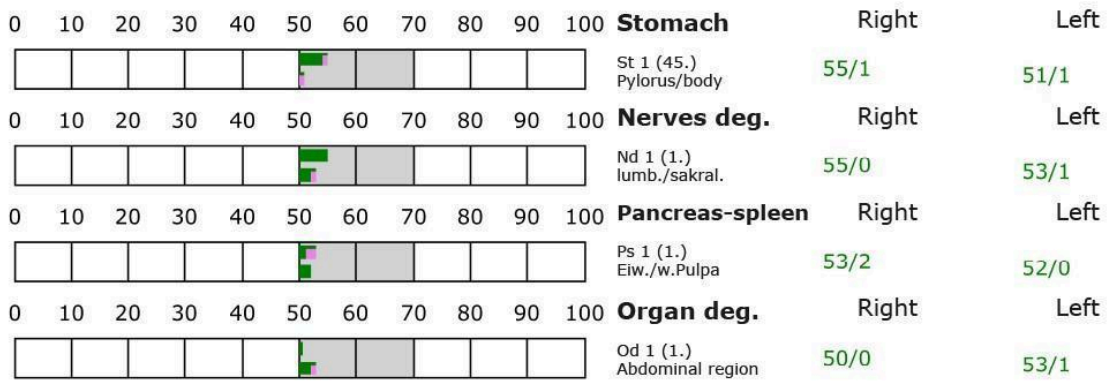 0 10 20 30 40 50 60 70 80 90 100 Stomach Right Left
St 1 (45.)
Pylorus/body 55/1 51/1
0 10 20 30 40 50 60 70 80 90 100 Nerves deg. Right Left
Nd 1 (1.)
lumb./sakral. 55/0 53/1
0 10 20 30 40 50 60 70 80 90 100 Pancreas-spleen Right Left
Ps 1 (1.)
Eiw./w.Pulpa 53/2 52/0
0 10 20 30 40 50 60 70 80 90 100 Organ deg. Right Left
Od 1 (1.)
Abdominal region 50/0 53/1